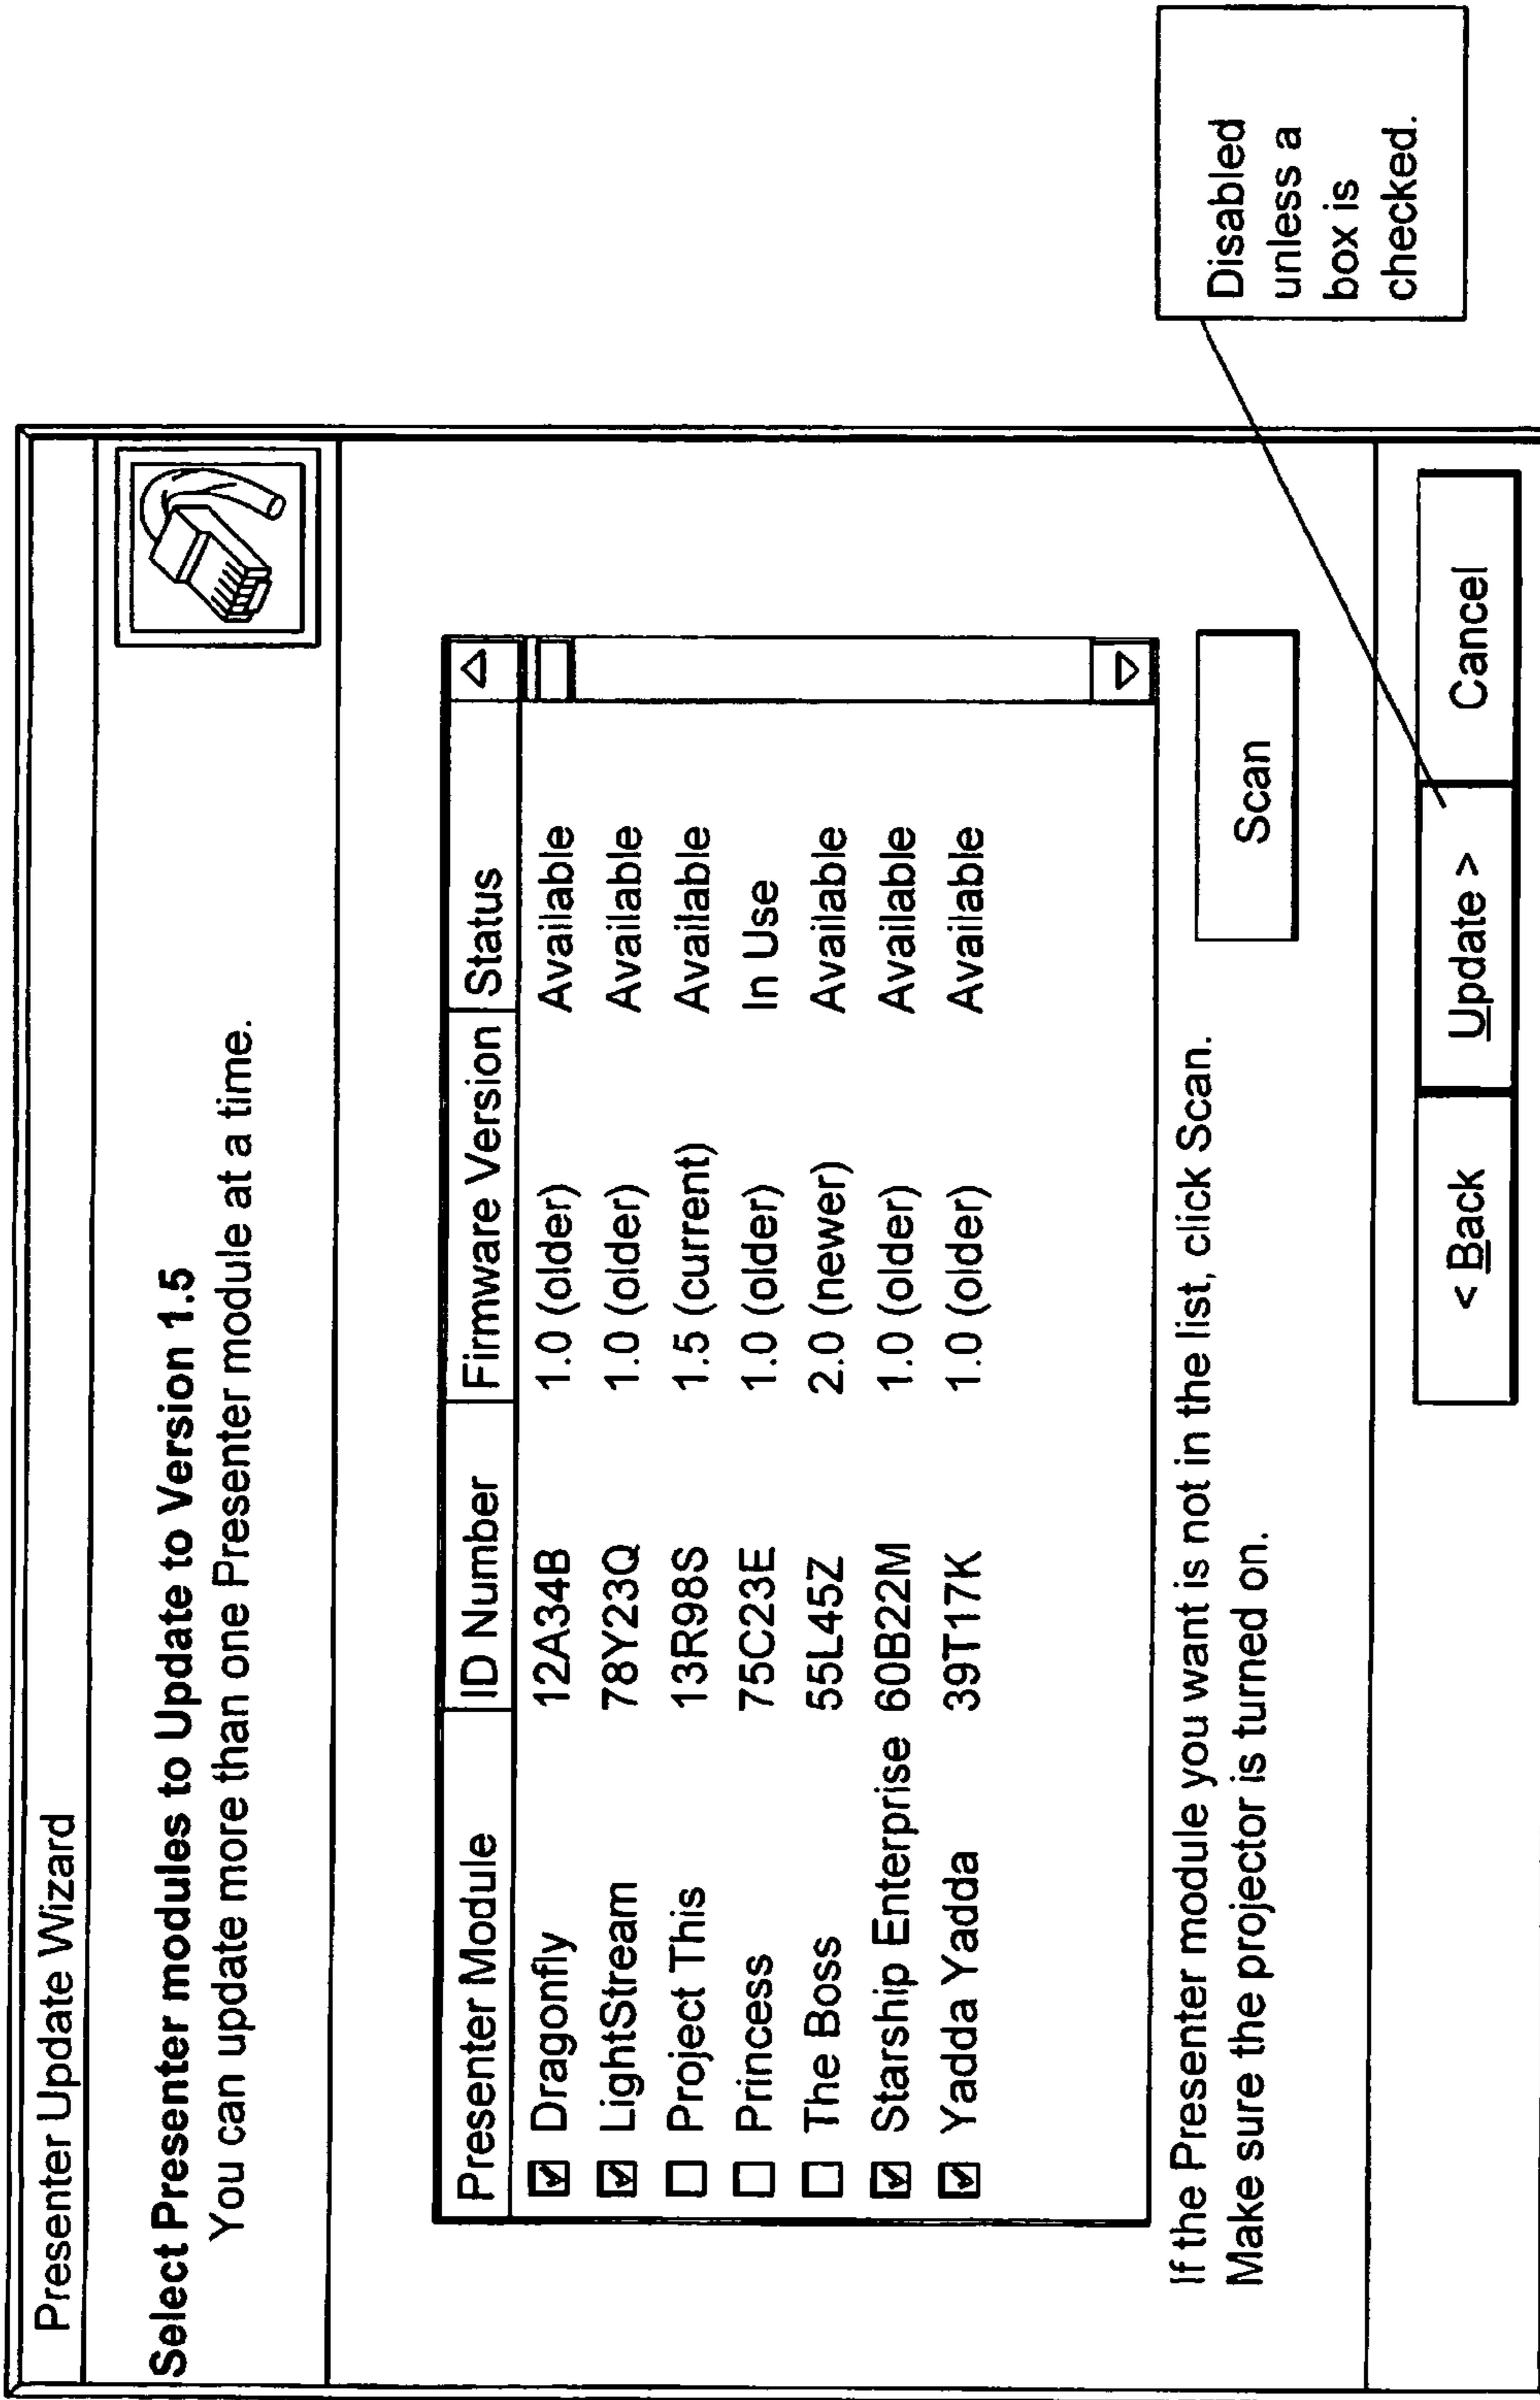 Presenter Update Wizard
Select Presenter modules to Update to Version 1.5
You can update more than one Presenter module at a time.
Presenter Module ID Number Firmware Version Status
Dragonfly 12A34B 1.0 (older) Available
LightStream 78Y23Q 1.0 (older) Available
Project This 13R98S 1.5 (current) Available
Princess 75C23E 1.0 (older) In Use
The Boss 55L45Z 2.0 (newer) Available
Starship Enterprise 60B22M 1.0 (older) Available
Yadda Yadda 39T17K 1.0 (older) Available
If the Presenter module you want is not in the list, click Scan.
Make sure the projector is turned on.
Scan
< Back Update > Cancel
Disabled
unless a
box is
checked.